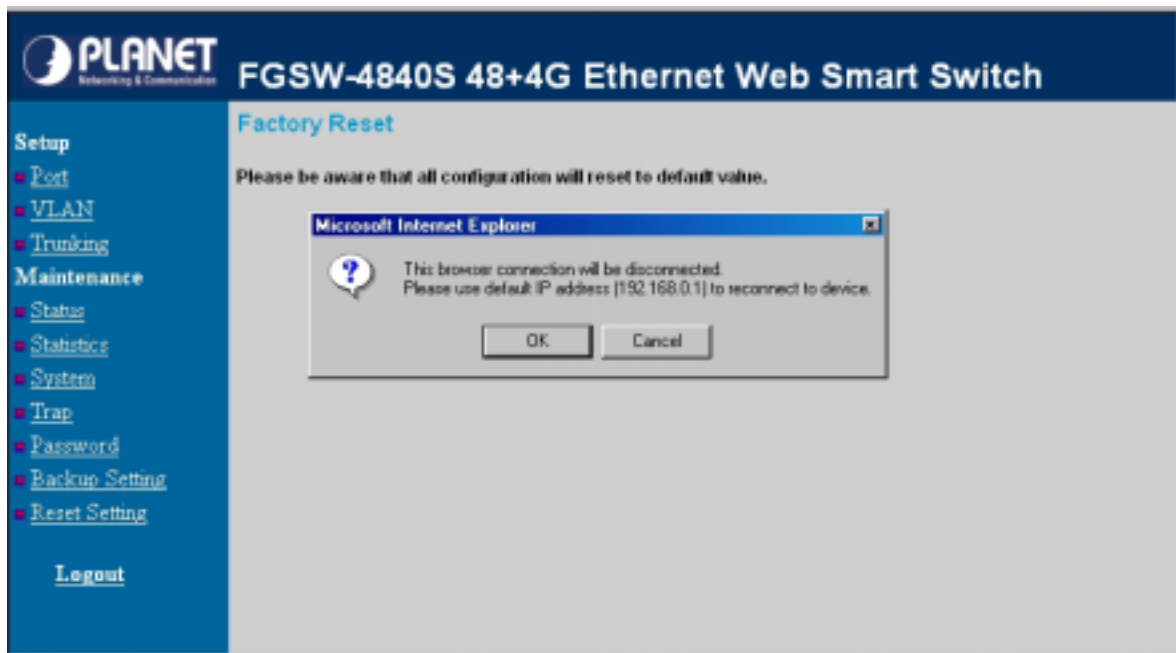 PLANET
Networking & Communication
FGSW-4840S 48+4G Ethernet Web Smart Switch
Setup
Port
VLAN
Trunking
Maintenance
Status
Statistics
System
Trap
Password
Backup Setting
Reset Setting
Logout
Factory Reset
Please be aware that all configuration will reset to default value.
Microsoft Internet Explorer
This browser connection will be disconnected.
Please use default IP address (192.168.0.1) to reconnect to device.
OK
Cancel